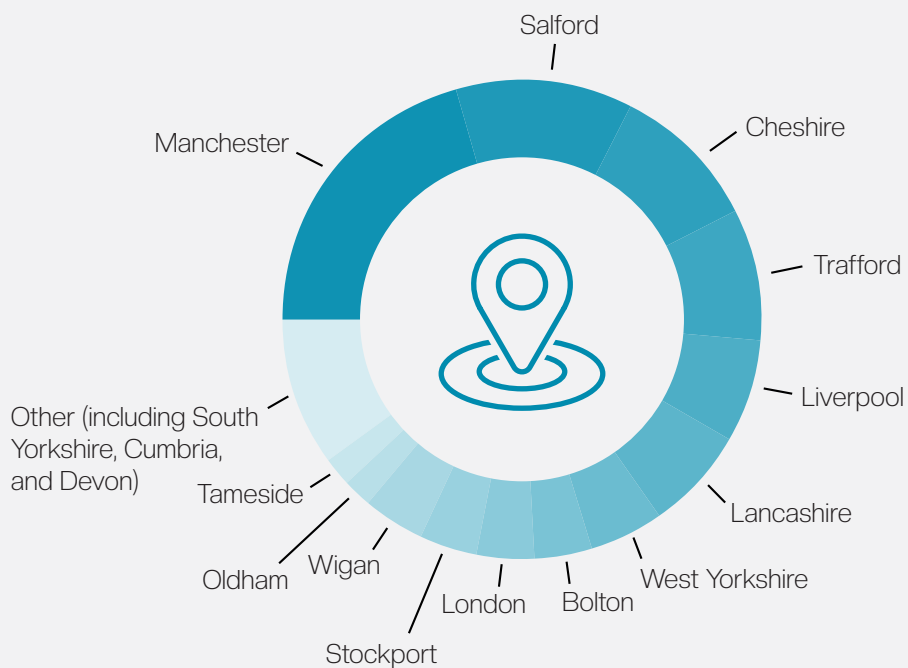 Salford
Cheshire
Manchester
Trafford
Liverpool
Other (including South
Yorkshire, Cumbria,
and Devon)
Tameside
Lancashire
Oldham
Wigan
West Yorkshire
London
Bolton
Stockport